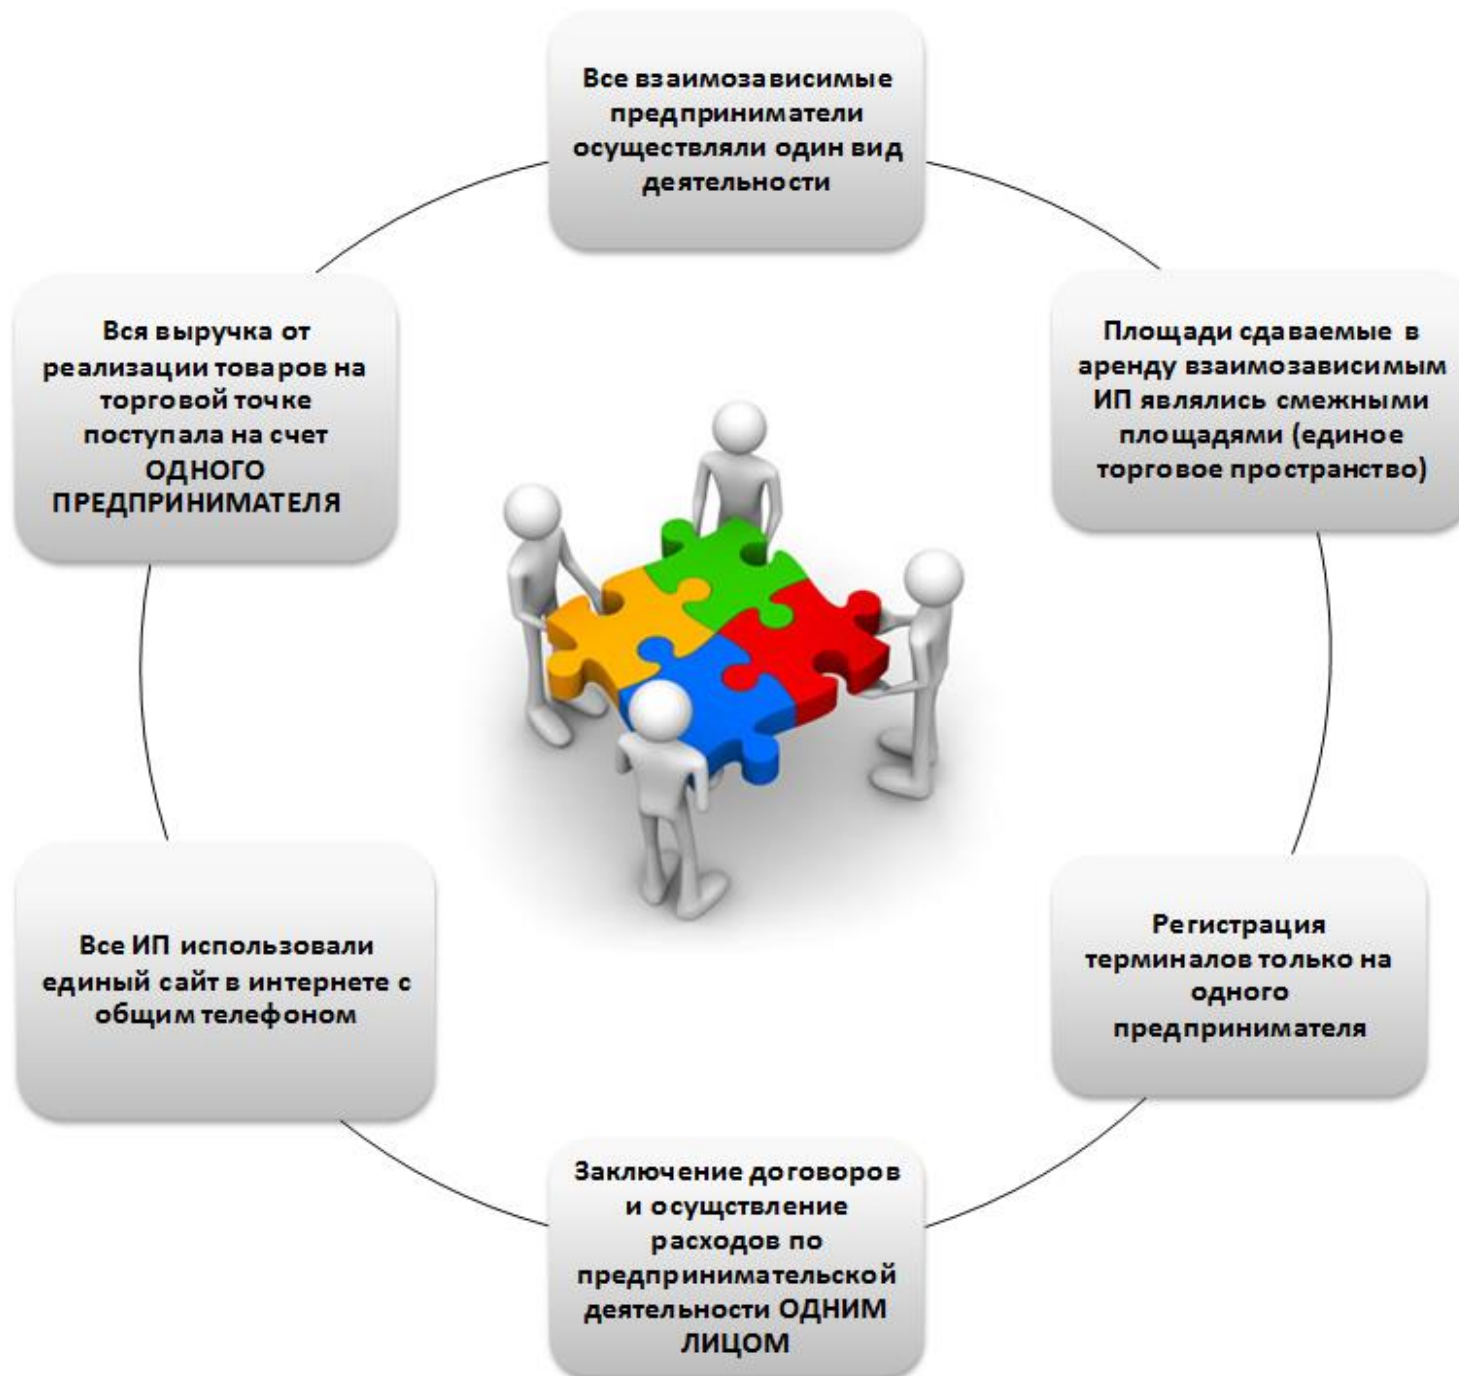 Все взаимозависимые
предприниматели
осуществляли один вид
деятельности
Площади сдаваемые в
аренду взаимозависимым
ИП являлись смежными
площадями (единое
торговое пространство)
Регистрация
терминалов только на
одного
предпринимателя
Заключение договоров
и осущствление
расходов по
предпринимательской
деятельности ОДНИМ
ЛИЦОМ
Все ИП использовали
единый сайт в интернете с
общим телефоном
Вся выручка от
реализации товаров на
торговой точке
поступала на счет
ОДНОГО
ПРЕДПРИНИМАТЕЛЯ